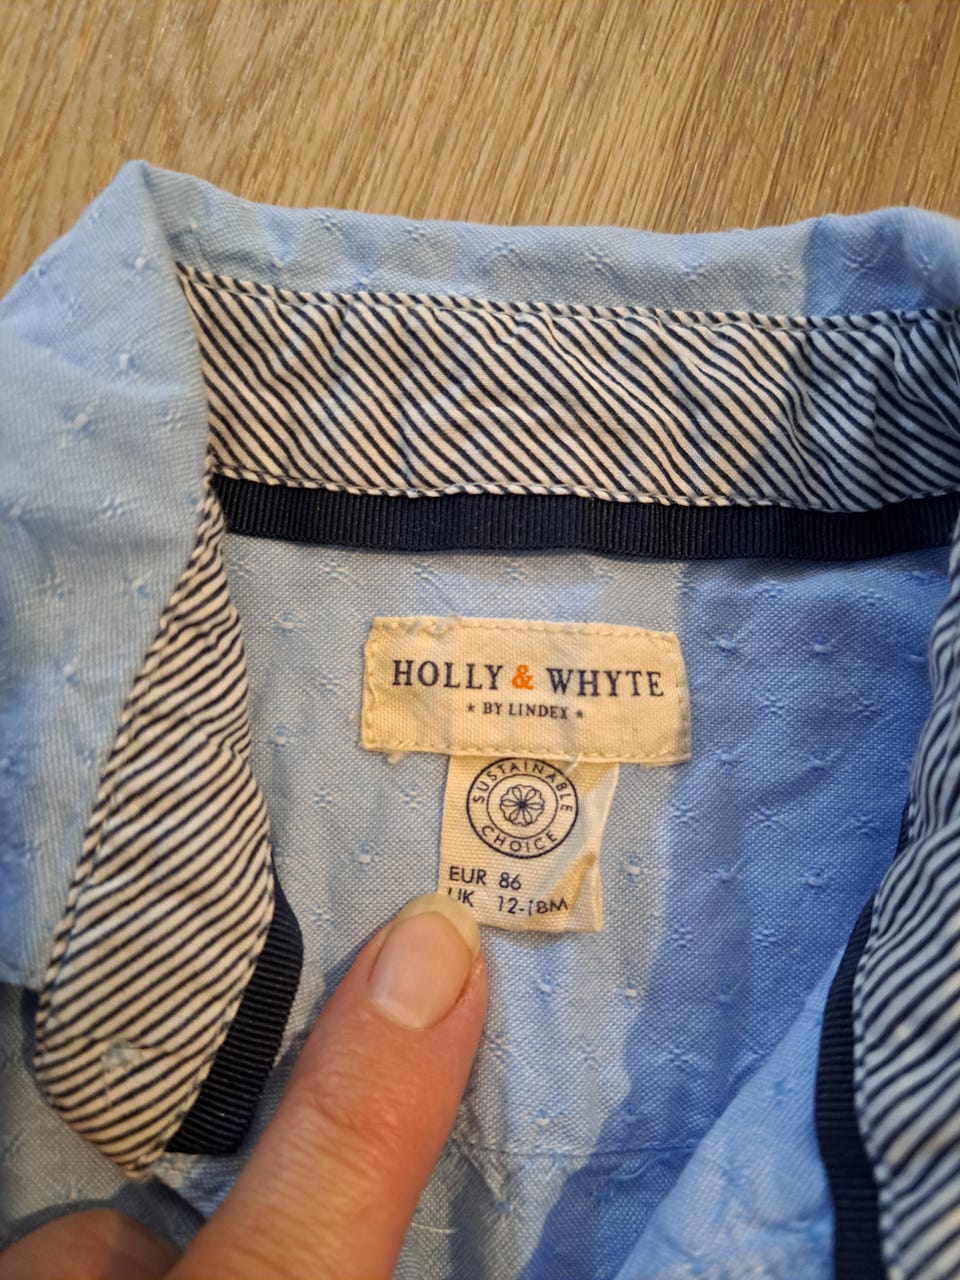 HOLLY & WHYTE
* BY LINDEX *
SUSTAINABLE
CHOICE
EUR 86
UK 12-18M